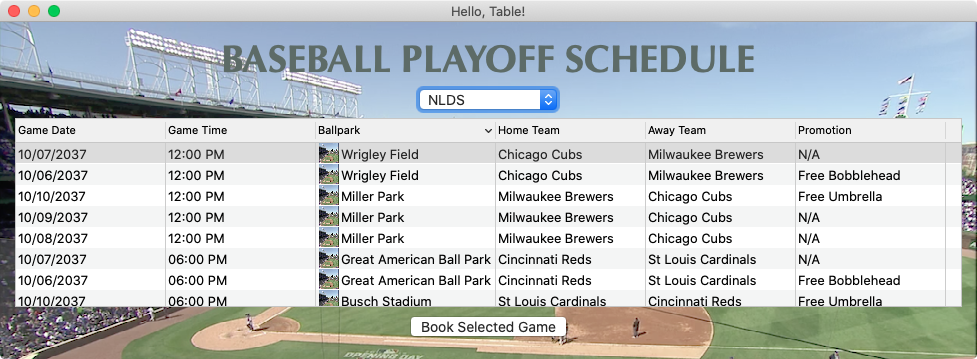 Hello, Table!
BASEBALL PLAYOFF SCHEDULE
NLDS
Game Date Game Time Ballpark Home Team Away Team Promotion
10/07/2037 12:00 PM Wrigley Field Chicago Cubs Milwaukee Brewers N/A
10/06/2037 12:00 PM Wrigley Field Chicago Cubs Milwaukee Brewers Free Bobblehead
10/10/2037 12:00 PM Miller Park Milwaukee Brewers Chicago Cubs Free Umbrella
10/09/2037 12:00 PM Miller Park Milwaukee Brewers Chicago Cubs N/A
10/08/2037 12:00 PM Miller Park Milwaukee Brewers Chicago Cubs N/A
10/07/2037 06:00 PM Great American Ball Park Cincinnati Reds St Louis Cardinals N/A
10/06/2037 06:00 PM Great American Ball Park Cincinnati Reds St Louis Cardinals Free Bobblehead
10/10/2037 06:00 PM Busch Stadium St Louis Cardinals Cincinnati Reds Free Umbrella
Book Selected Game
OPENING DAY